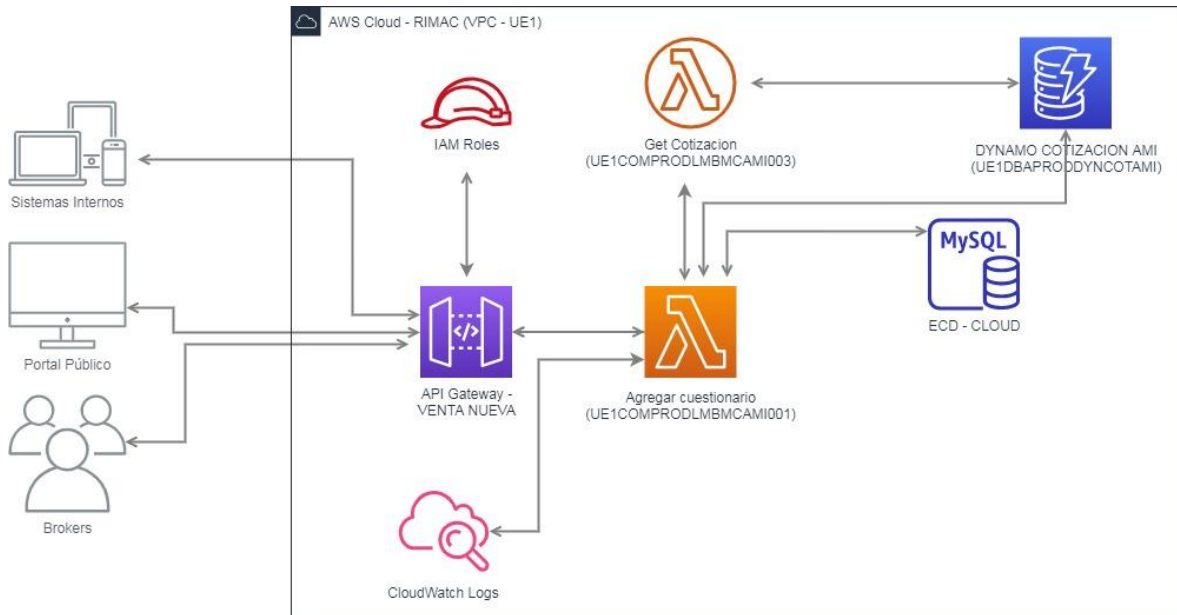 AWS Cloud - RIMAC (VPC - UE1)
Sistemas Internos
Portal Público
Brokers
IAM Roles
API Gateway -
VENTA NUEVA
CloudWatch Logs
Get Cotizacion
(UE1COMPRODLMBMCAMI003)
Agregar cuestionario
(UE1COMPRODLMBMCAMI001)
DYNAMO COTIZACION AMI
(UE1DBAPRODDYNCOTAMI)
MySQL
ECD - CLOUD